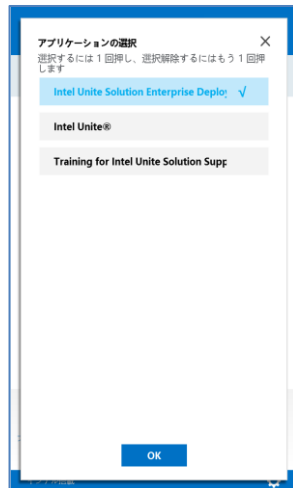 アプリケーションの選択
選択するには 1 回押し、選択解除するにはもう 1 回押
します
Intel Unite Solution Enterprise Deploy
Intel Unite®
Training for Intel Unite Solution Supp
OK